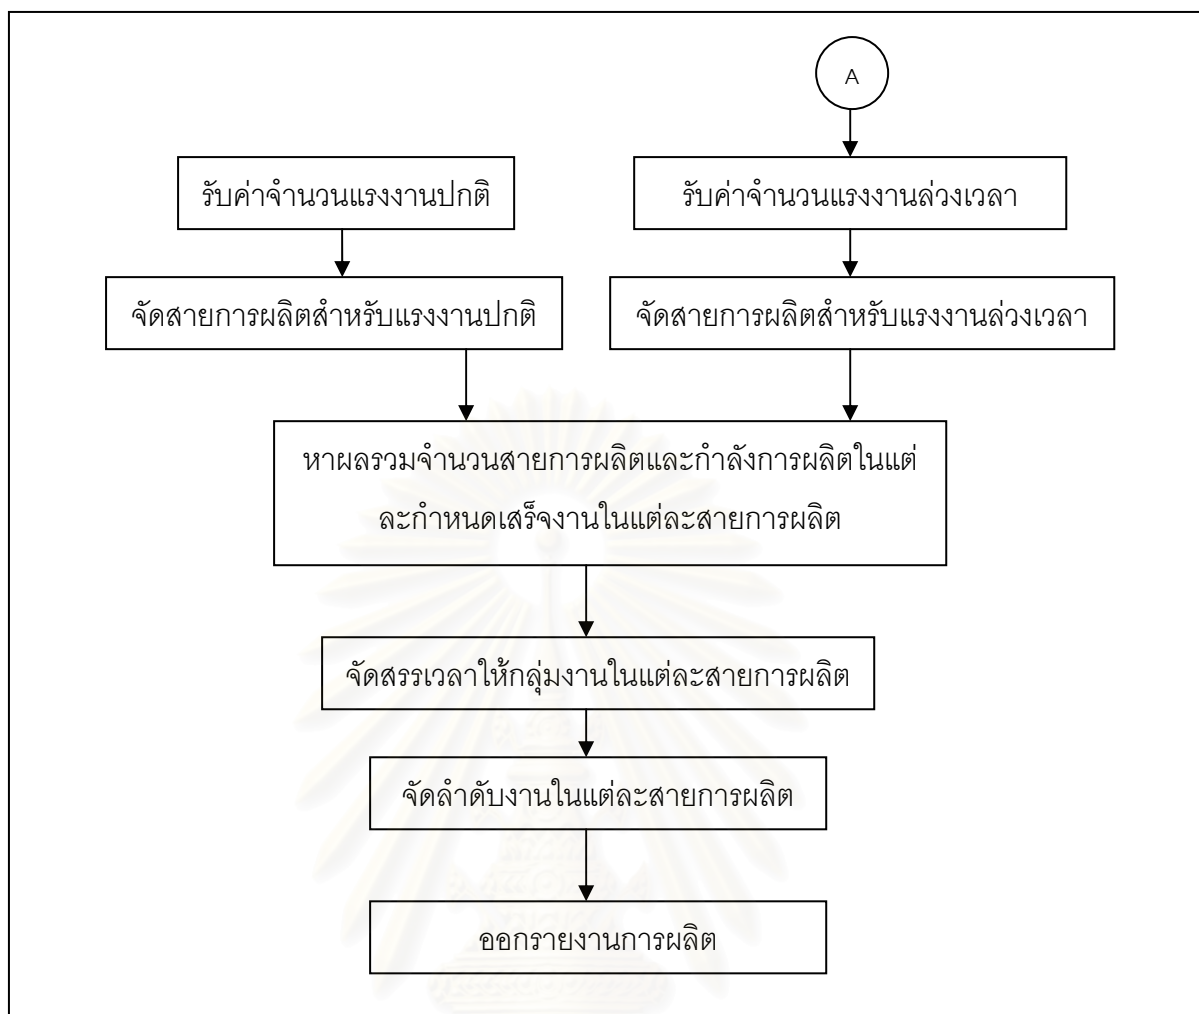 A
รับค่าจำนวนแรงงานปกติ
รับค่าจำนวนแรงงานล่วงเวลา
จัดสายการผลิตสำหรับแรงงานปกติ
จัดสายการผลิตสำหรับแรงงานล่วงเวลา
หาผลรวมจำนวนสายการผลิตและกำลังการผลิตในแต่
ละกำหนดเสร็จงานในแต่ละสายการผลิต
จัดสรรเวลาให้กลุ่มงานในแต่ละสายการผลิต
จัดลำดับงานในแต่ละสายการผลิต
ออกรายงานการผลิต